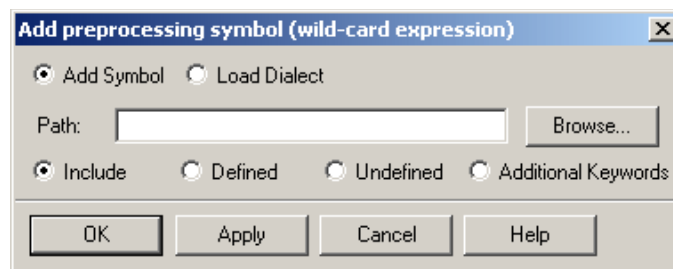 Add preprocessing symbol (wild-card expression)
Add Symbol Load Dialect
Path: Browse...
Include Defined Undefined Additional Keywords
OK Apply Cancel Help